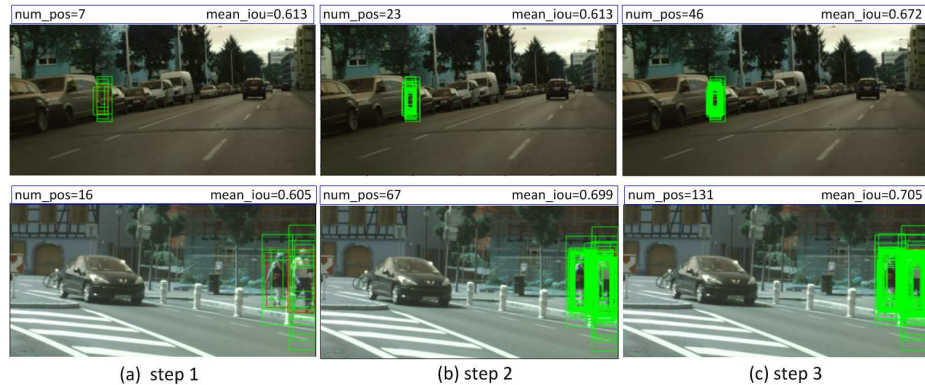 num_pos=7 mean_iou=0.613
num_pos=23 mean_iou=0.613
num_pos=46 mean_iou=0.672
num_pos=16 mean_iou=0.605
num_pos=67 mean_iou=0.699
num_pos=131 mean_iou=0.705
(a) step 1
(b) step 2
(c) step 3